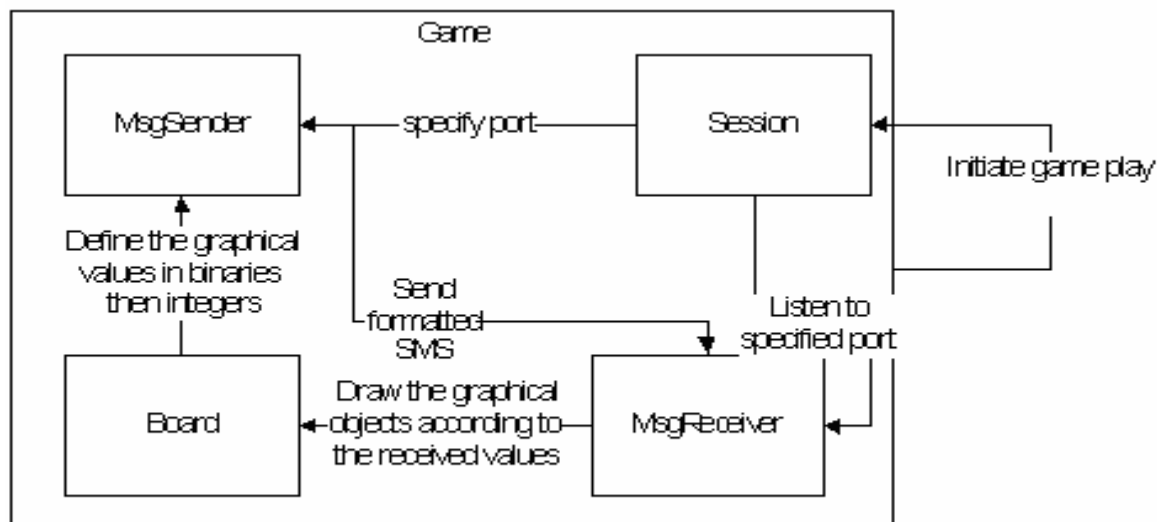 Game
MsgSender
specify port
Session
Initiate game play
Define the graphical
values in binaries
then integers
Send
formatted
SMS
Listen to
specified port
Board
Draw the graphical
objects according to
the received values
MsgReceiver